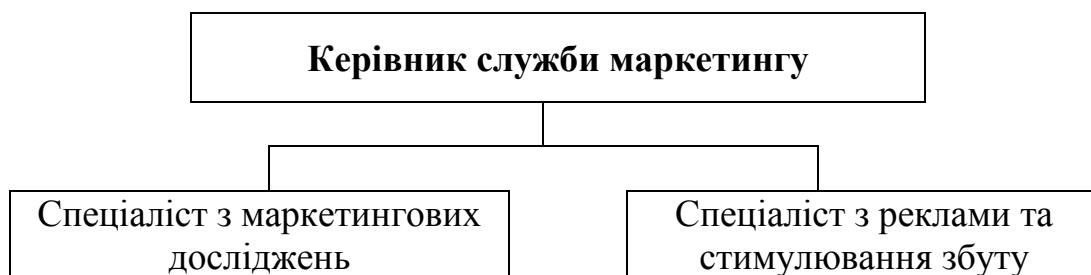 Керівник служби маркетингу
Спеціаліст з маркетингових
досліджень
Спеціаліст з реклами та
стимулювання збуту